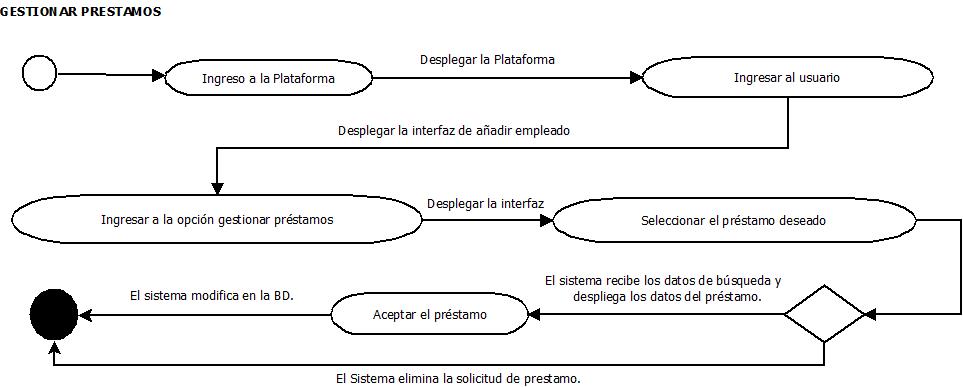 GESTIONAR PRESTAMOS
Desplegar la Plataforma
Ingreso a la Plataforma
Ingresar al usuario
Desplegar la interfaz de añadir empleado
Desplegar la interfaz
Ingresar a la opción gestionar préstamos
Seleccionar el préstamo deseado
El sistema recibe los datos de búsqueda y
despliega los datos del préstamo.
El sistema modifica en la BD.
Aceptar el préstamo
El Sistema elimina la solicitud de prestamo.